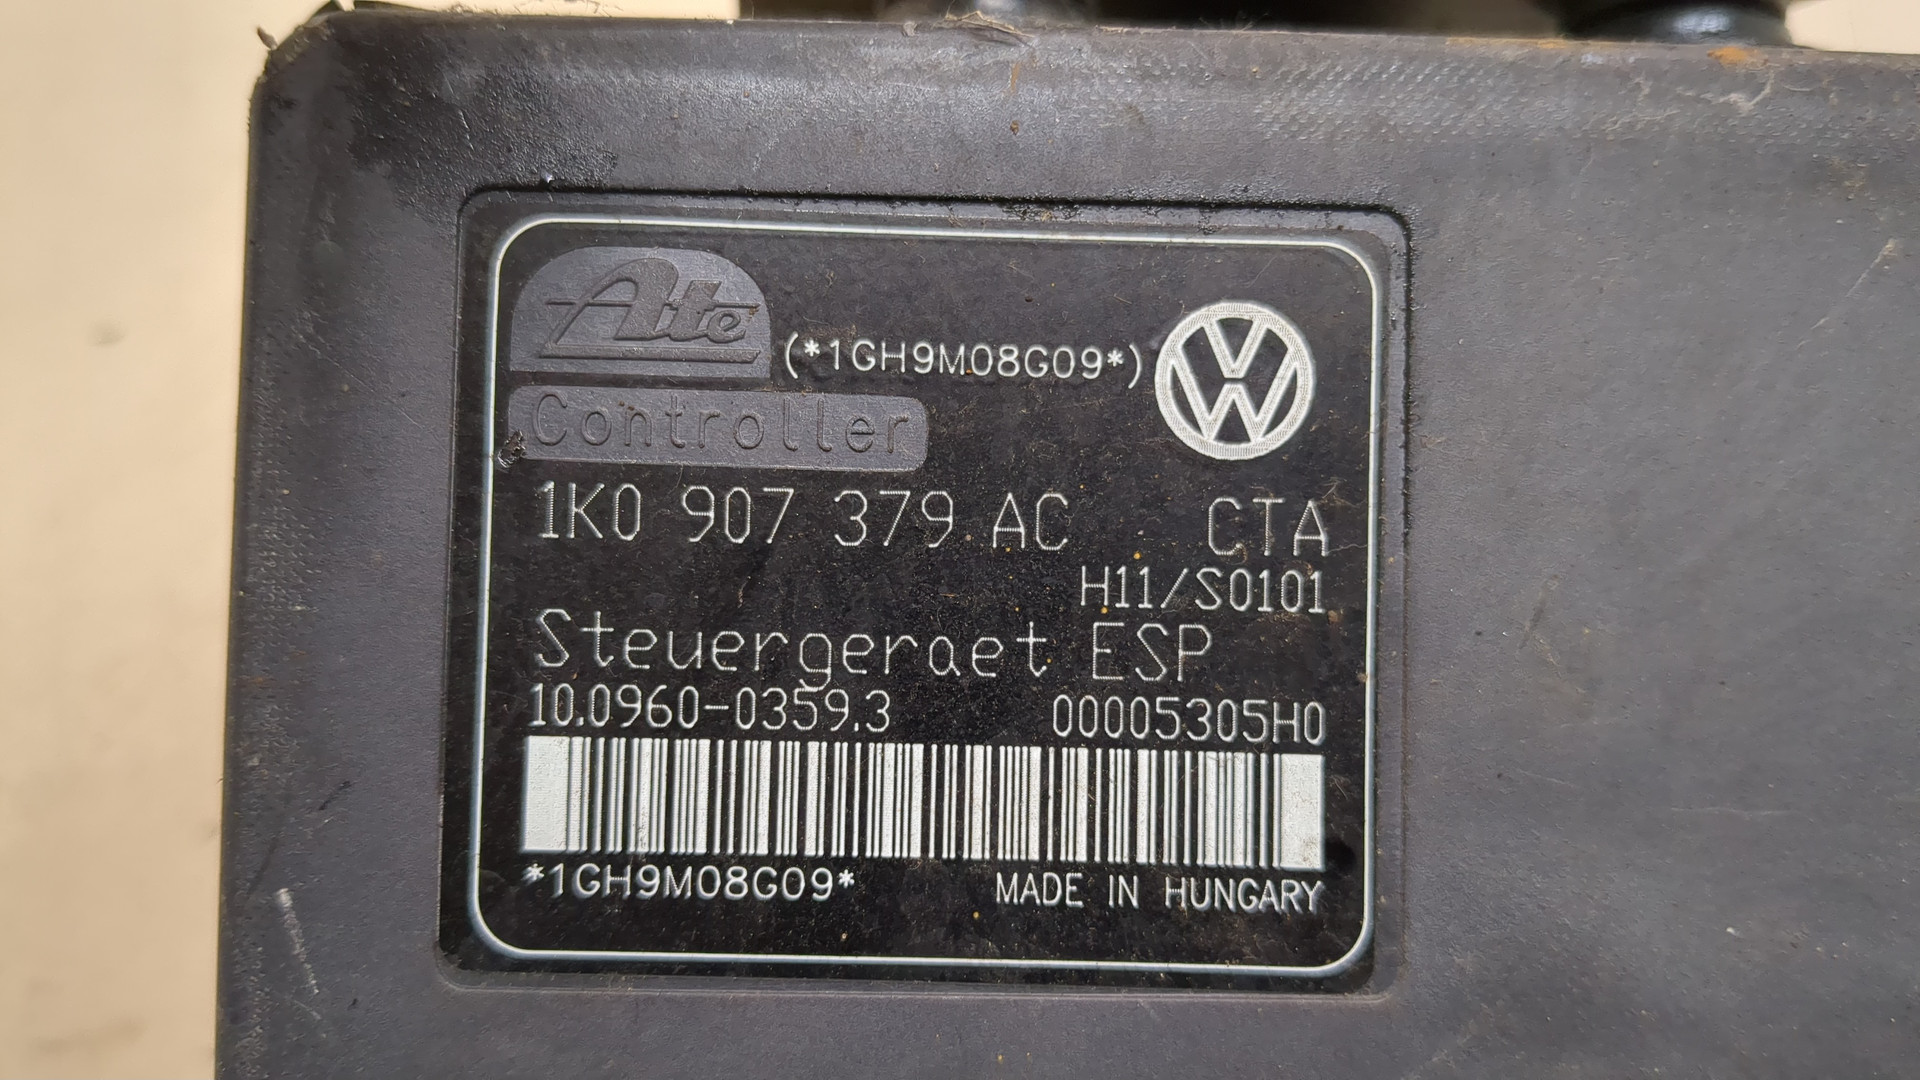 Ate
(*1GH9M08G09*)
Controller
1K0 907 379 AC CTA
H11/S0101
Steuergeraet ESP
10.0960-0359.3 00005305H0
*1GH9M08G09* MADE IN HUNGARY